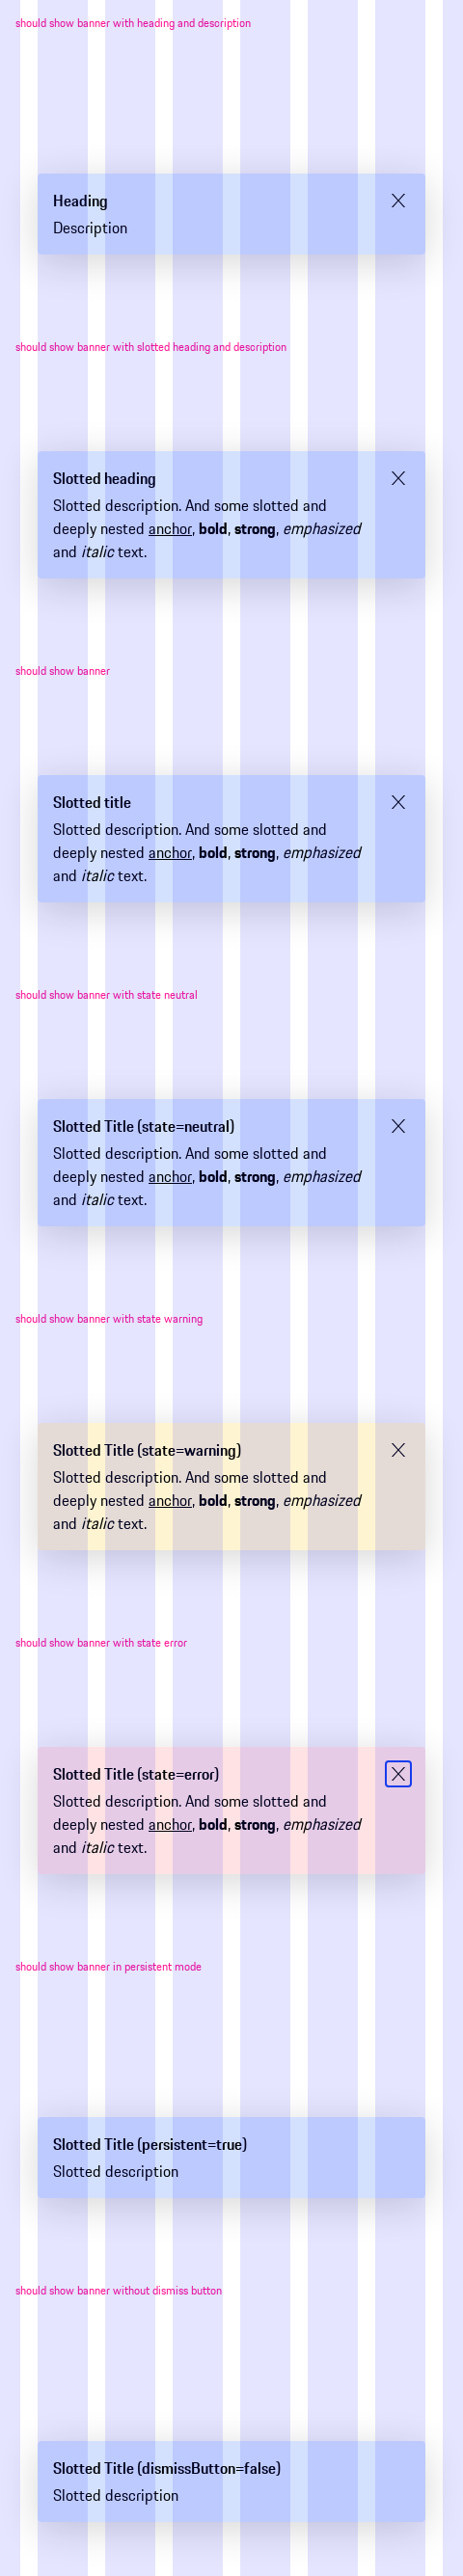 should show banner with heading and description
Heading
Description
should show banner with slotted heading and description
Slotted heading
Slotted description. And some slotted and
deeply nested anchor, bold, strong, emphasized
and italic text.
should show banner
Slotted title
Slotted description. And some slotted and
deeply nested anchor, bold, strong, emphasized
and italic text.
should show banner with state neutral
Slotted Title (state=neutral)
Slotted description. And some slotted and
deeply nested anchor, bold, strong, emphasized
and italic text.
should show banner with state warning
Slotted Title (state=warning)
Slotted description. And some slotted and
deeply nested anchor, bold, strong, emphasized
and italic text.
should show banner with state error
Slotted Title (state=error)
Slotted description. And some slotted and
deeply nested anchor, bold, strong, emphasized
and italic text.
should show banner in persistent mode
Slotted Title (persistent=true)
Slotted description
should show banner without dismiss button
Slotted Title (dismissButton=false)
Slotted description